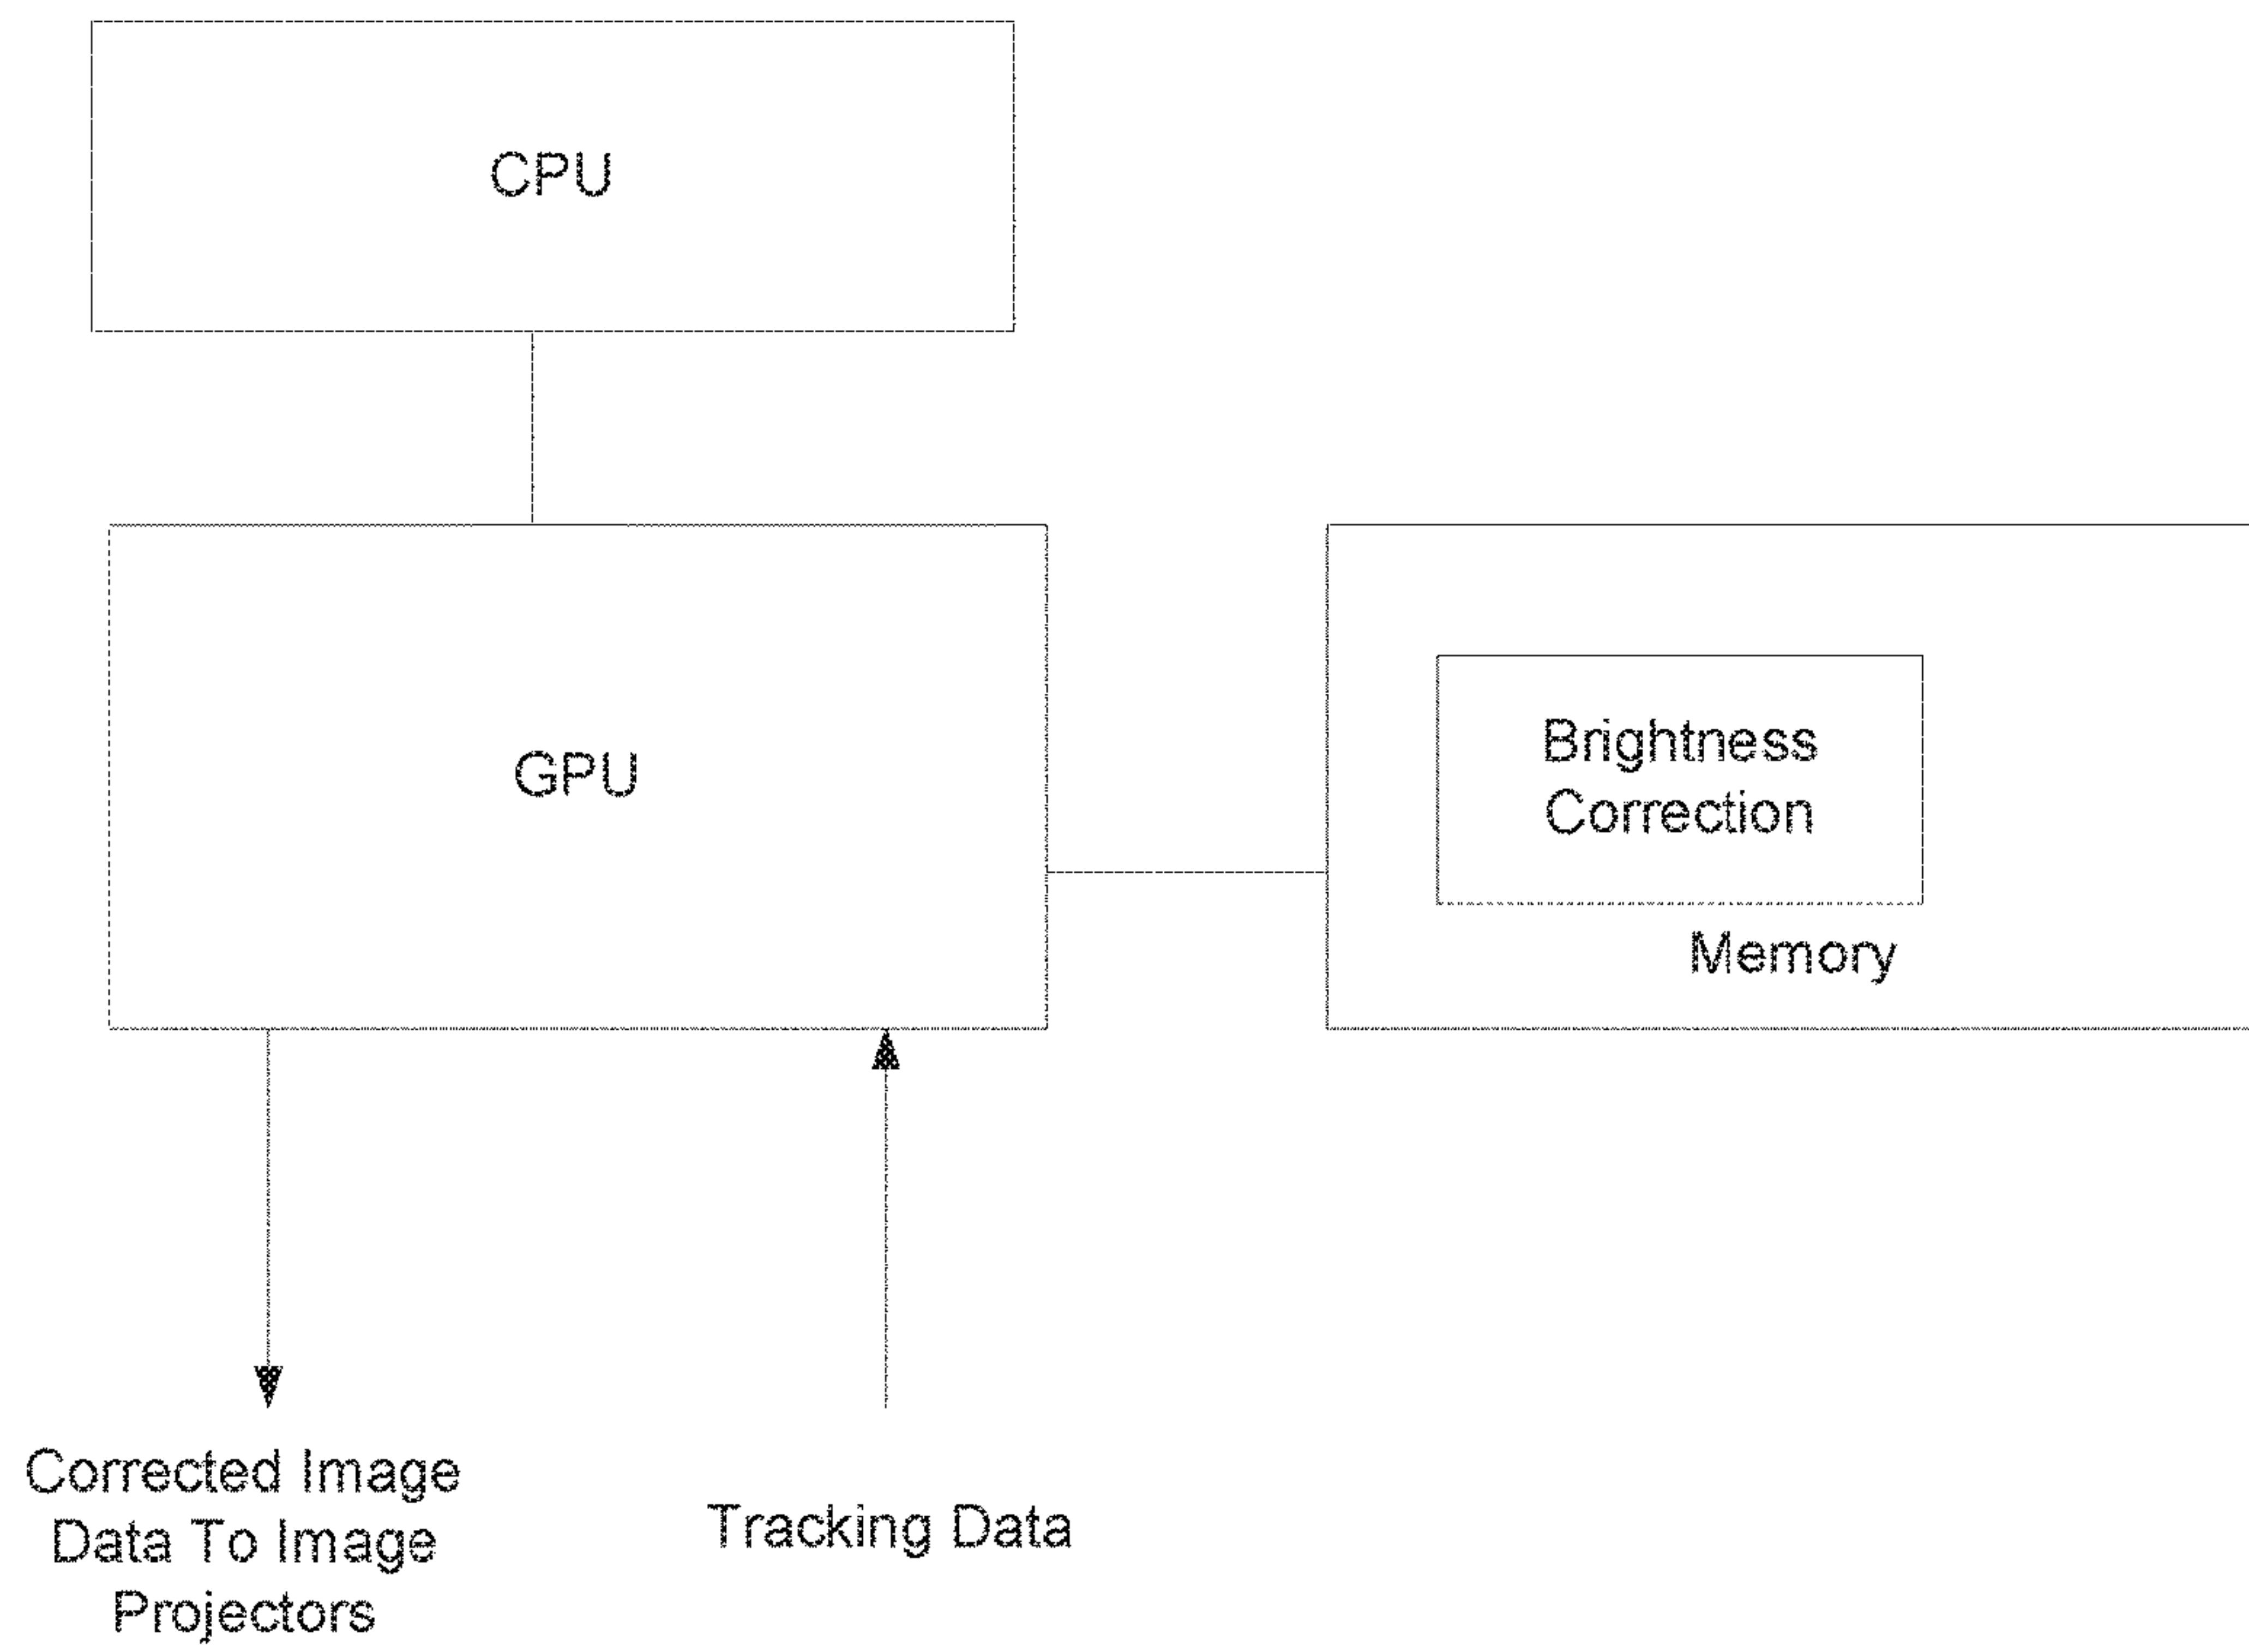 CPU
GPU
Brightness
Correction
Memory
Corrected Image
Data To Image
Projectors
Tracking Data